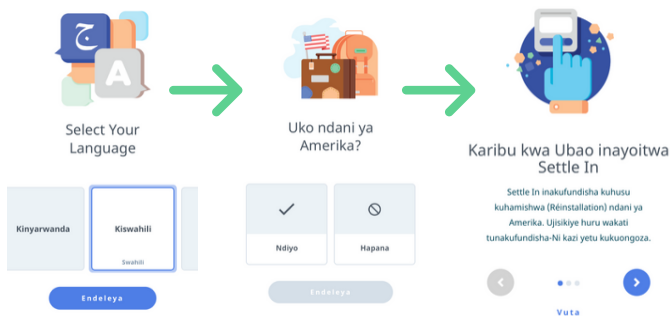 ج
A
Select Your
Language
Kinyarwanda
Kiswahili
Swahili
Endeleya
Uko ndani ya
Amerika?
Ndiyo
Hapana
Endeleya
Karibu kwa Ubao inayoitwa
Settle In
Settle In inakufundisha kuhusu
kuhamishwa (Réinstallation) ndani ya
Amerika. Ujisikiye huru wakati
tunakufundisha-Ni kazi yetu kukuongoza.
Vuta